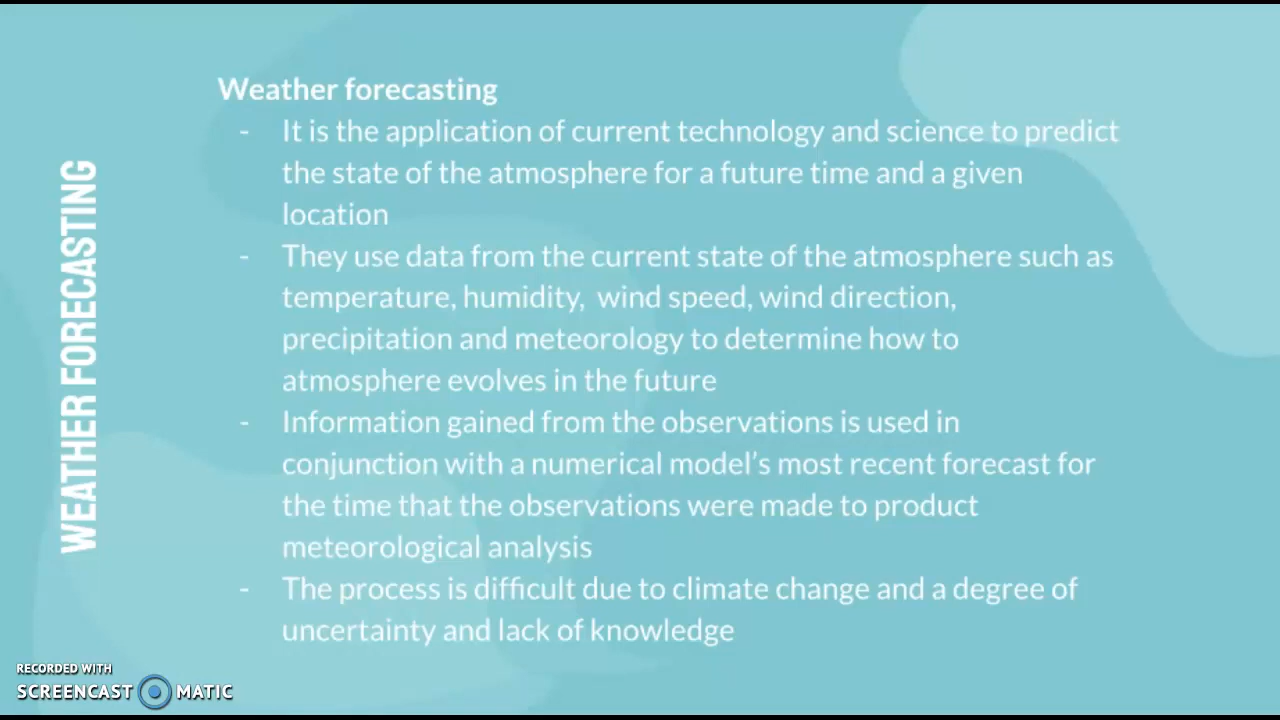 WEATHER FORECASTING
Weather forecasting
- It is the application of current technology and science to predict
the state of the atmosphere for a future time and a given
location
- They use data from the current state of the atmosphere such as
temperature, humidity, wind speed, wind direction,
precipitation and meteorology to determine how to
atmosphere evolves in the future
- Information gained from the observations is used in
conjunction with a numerical model's most recent forecast for
the time that the observations were made to product
meteorological analysis
- The process is difficult due to climate change and a degree of
uncertainty and lack of knowledge
RECORDED WITH
SCREENCAST MATIC